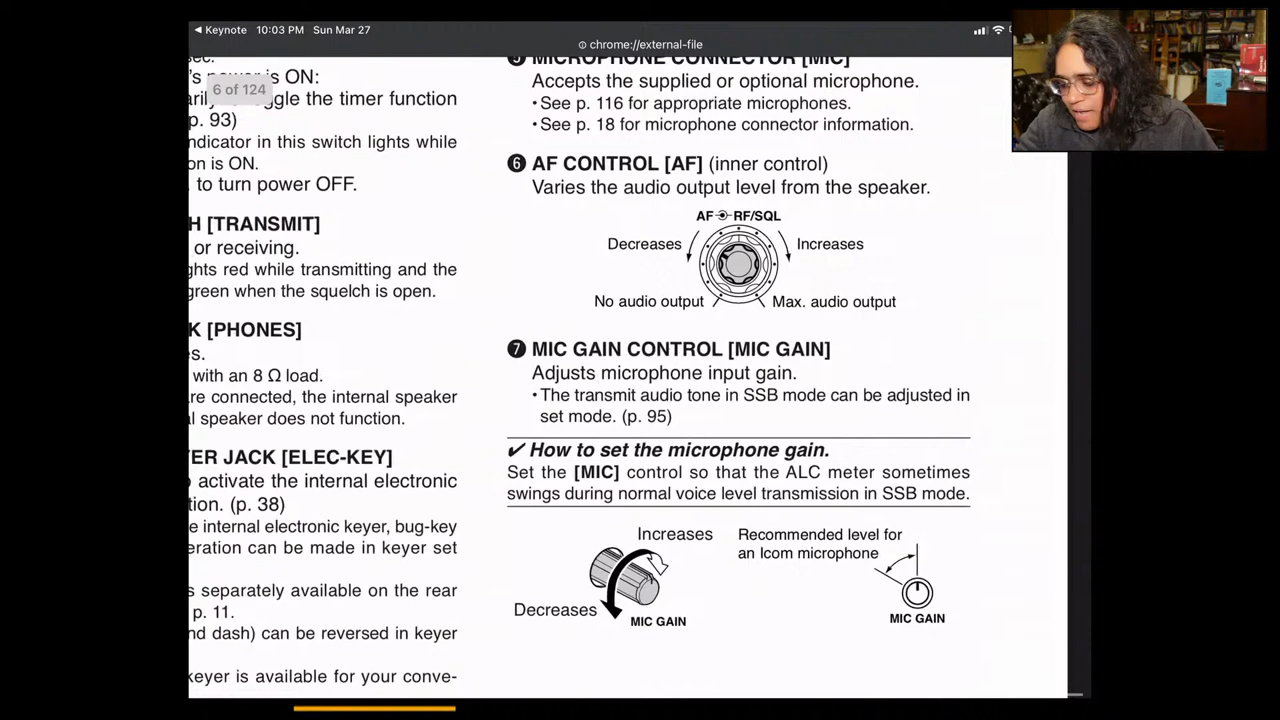 Keynote 10:03 PM Sun Mar 27
chrome://external-file
6 of 124
sec.
's power is ON:
arily toggle the timer function
p. 93)
ndicator in this switch lights while
on is ON.
to turn power OFF.
H [TRANSMIT]
or receiving.
ghts red while transmitting and the
green when the squelch is open.
K [PHONES]
es.
with an 8 Ω load.
re connected, the internal speaker
al speaker does not function.
YER JACK [ELEC-KEY]
activate the internal electronic
tion. (p. 38)
e internal electronic keyer, bug-key
eration can be made in keyer set
s separately available on the rear
p. 11.
nd dash) can be reversed in keyer
keyer is available for your conve-
❺ MICROPHONE CONNECTOR [MIC]
Accepts the supplied or optional microphone.
• See p. 116 for appropriate microphones.
• See p. 18 for microphone connector information.
❻ AF CONTROL [AF] (inner control)
Varies the audio output level from the speaker.
AF RF/SQL
Decreases Increases
No audio output Max. audio output
❼ MIC GAIN CONTROL [MIC GAIN]
Adjusts microphone input gain.
• The transmit audio tone in SSB mode can be adjusted in
set mode. (p. 95)
✔ How to set the microphone gain.
Set the [MIC] control so that the ALC meter sometimes
swings during normal voice level transmission in SSB mode.
Increases
Decreases
MIC GAIN
Recommended level for
an Icom microphone
MIC GAIN